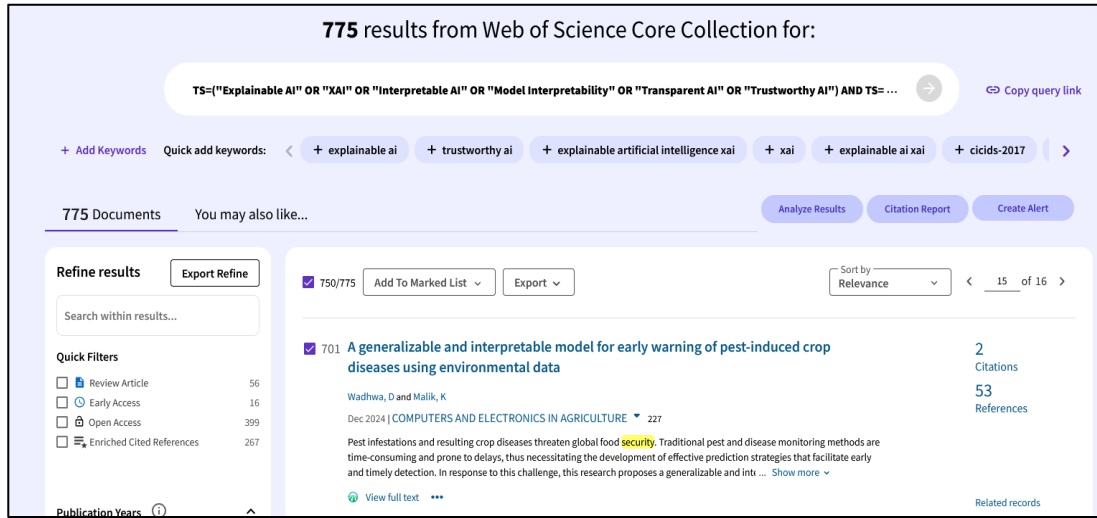 775 results from Web of Science Core Collection for:
TS=("Explainable AI" OR "XAI" OR "Interpretable AI" OR "Model Interpretability" OR "Transparent AI" OR "Trustworthy AI") AND TS= ...
Copy query link
+ Add Keywords Quick add keywords: + explainable ai + trustworthy ai + explainable artificial intelligence xai + xai + explainable ai xai + cicids-2017
775 Documents You may also like...
Analyze Results Citation Report Create Alert
Refine results Export Refine
Search within results...
Quick Filters
Review Article 56
Early Access 16
Open Access 399
Enriched Cited References 267
Publication Years
750/775 Add To Marked List Export
Sort by
Relevance
15 of 16
701 A generalizable and interpretable model for early warning of pest-induced crop
diseases using environmental data
Wadhwa, D and Malik, K
Dec 2024 | COMPUTERS AND ELECTRONICS IN AGRICULTURE 227
Pest infestations and resulting crop diseases threaten global food security. Traditional pest and disease monitoring methods are
time-consuming and prone to delays, thus necessitating the development of effective prediction strategies that facilitate early
and timely detection. In response to this challenge, this research proposes a generalizable and inte ... Show more
View full text
2
Citations
53
References
Related records